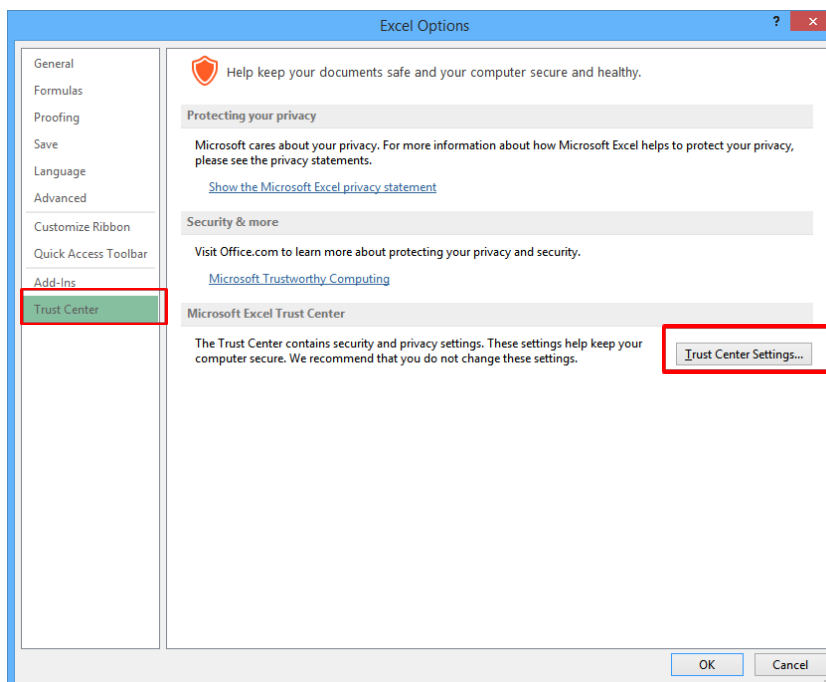 Excel Options
?
×
General
Formulas
Proofing
Save
Language
Advanced
Customize Ribbon
Quick Access Toolbar
Add-Ins
Trust Center
Help keep your documents safe and your computer secure and healthy.
Protecting your privacy
Microsoft cares about your privacy. For more information about how Microsoft Excel helps to protect your privacy,
please see the privacy statements.
Show the Microsoft Excel privacy statement
Security & more
Visit Office.com to learn more about protecting your privacy and security.
Microsoft Trustworthy Computing
Microsoft Excel Trust Center
The Trust Center contains security and privacy settings. These settings help keep your
computer secure. We recommend that you do not change these settings.
Trust Center Settings...
OK
Cancel